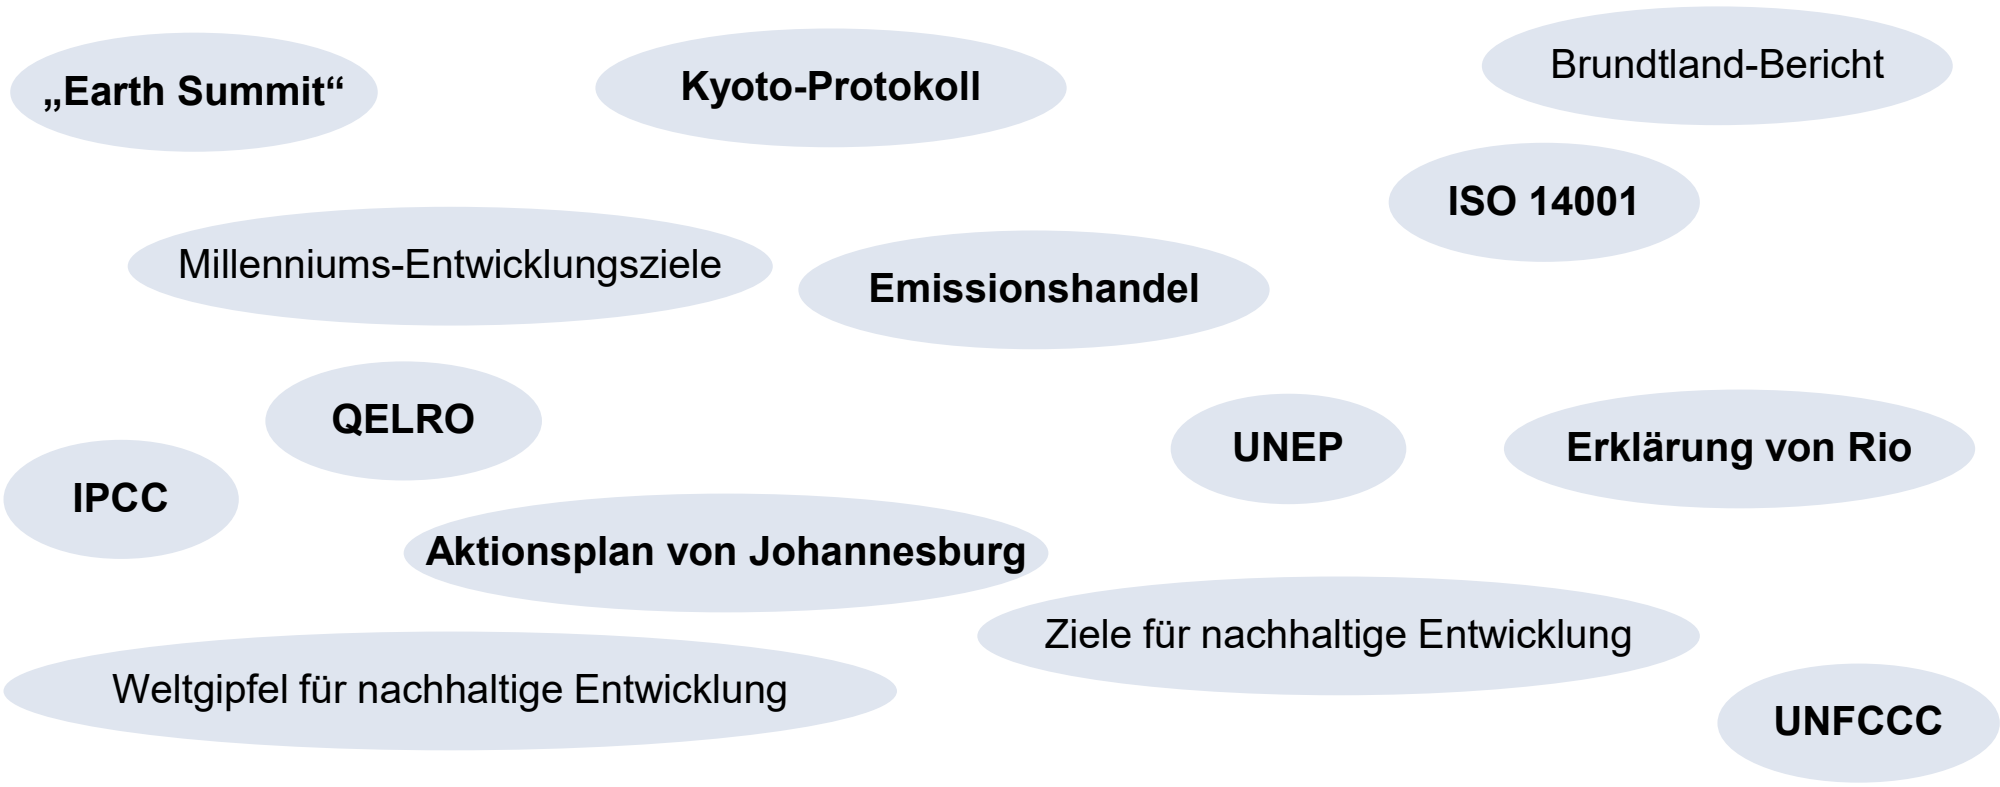 „Earth Summit“
Kyoto-Protokoll
Brundtland-Bericht
ISO 14001
Millenniums-Entwicklungsziele
Emissionshandel
QELRO
UNEP
Erklärung von Rio
IPCC
Aktionsplan von Johannesburg
Ziele für nachhaltige Entwicklung
Weltgipfel für nachhaltige Entwicklung
UNFCCC